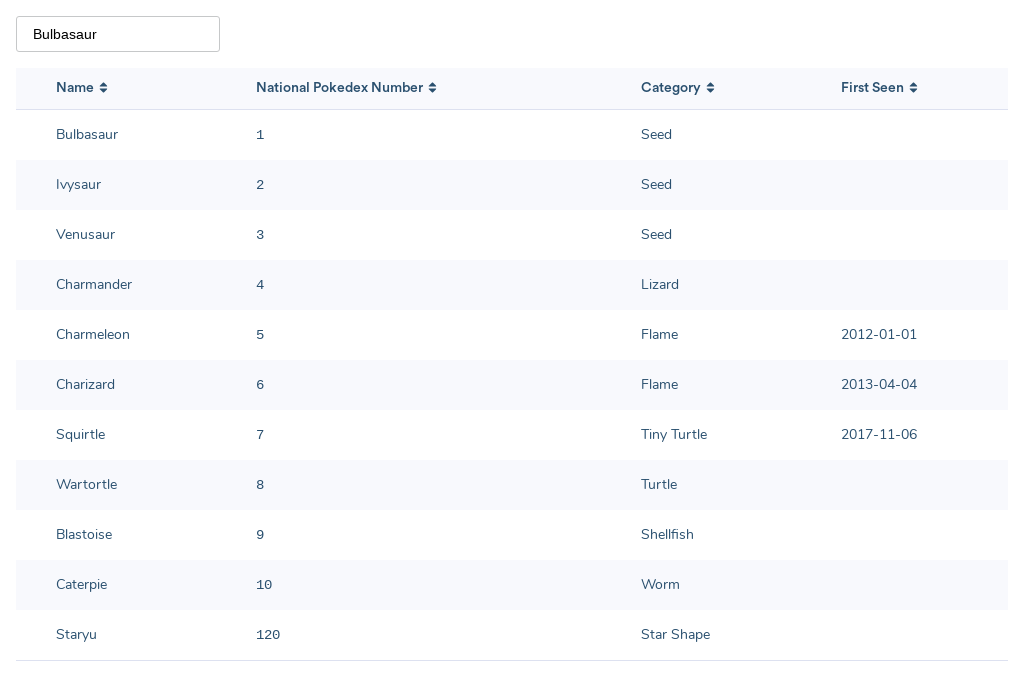 Bulbasaur
Name National Pokedex Number Category First Seen
Bulbasaur 1 Seed
Ivysaur 2 Seed
Venusaur 3 Seed
Charmander 4 Lizard
Charmeleon 5 Flame 2012-01-01
Charizard 6 Flame 2013-04-04
Squirtle 7 Tiny Turtle 2017-11-06
Wartortle 8 Turtle
Blastoise 9 Shellfish
Caterpie 10 Worm
Staryu 120 Star Shape